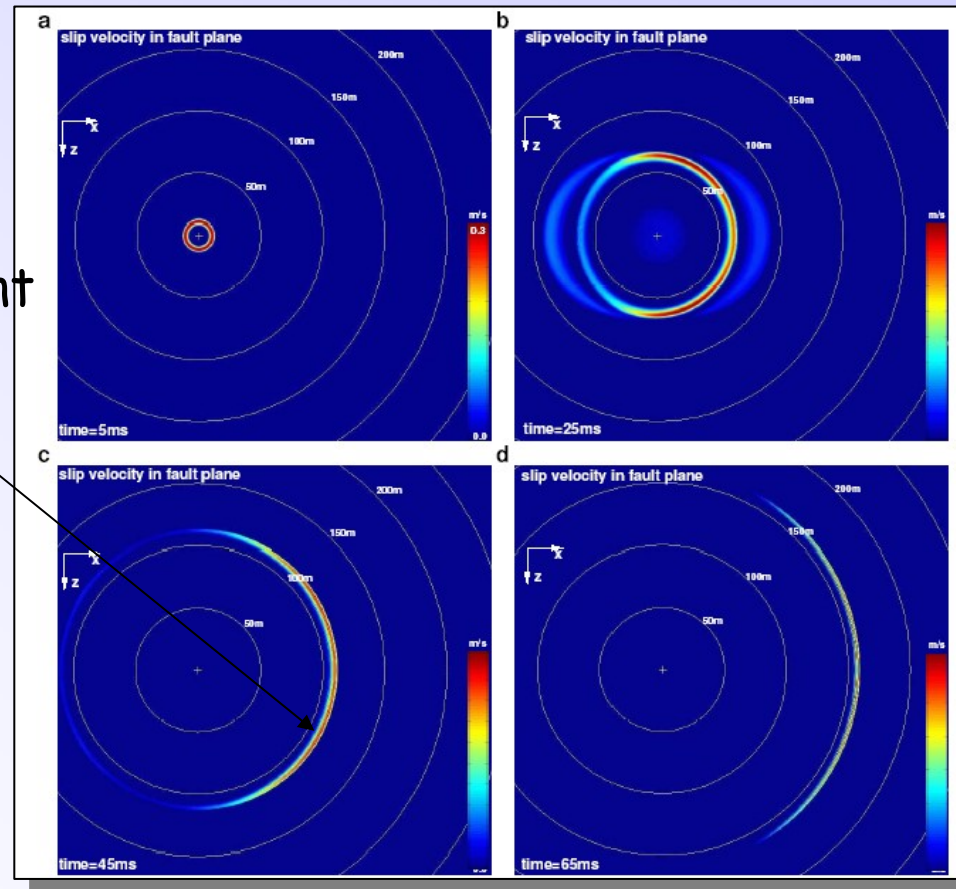 a
slip velocity in fault plane
200m
150m
100m
50m
X
Z
m/s
0.3
0.0
time=5ms
b
slip velocity in fault plane
200m
150m
100m
50m
X
Z
m/s
time=25ms
nt
c
slip velocity in fault plane
200m
150m
100m
50m
X
Z
m/s
time=45ms
d
slip velocity in fault plane
200m
150m
100m
50m
X
Z
m/s
time=65ms